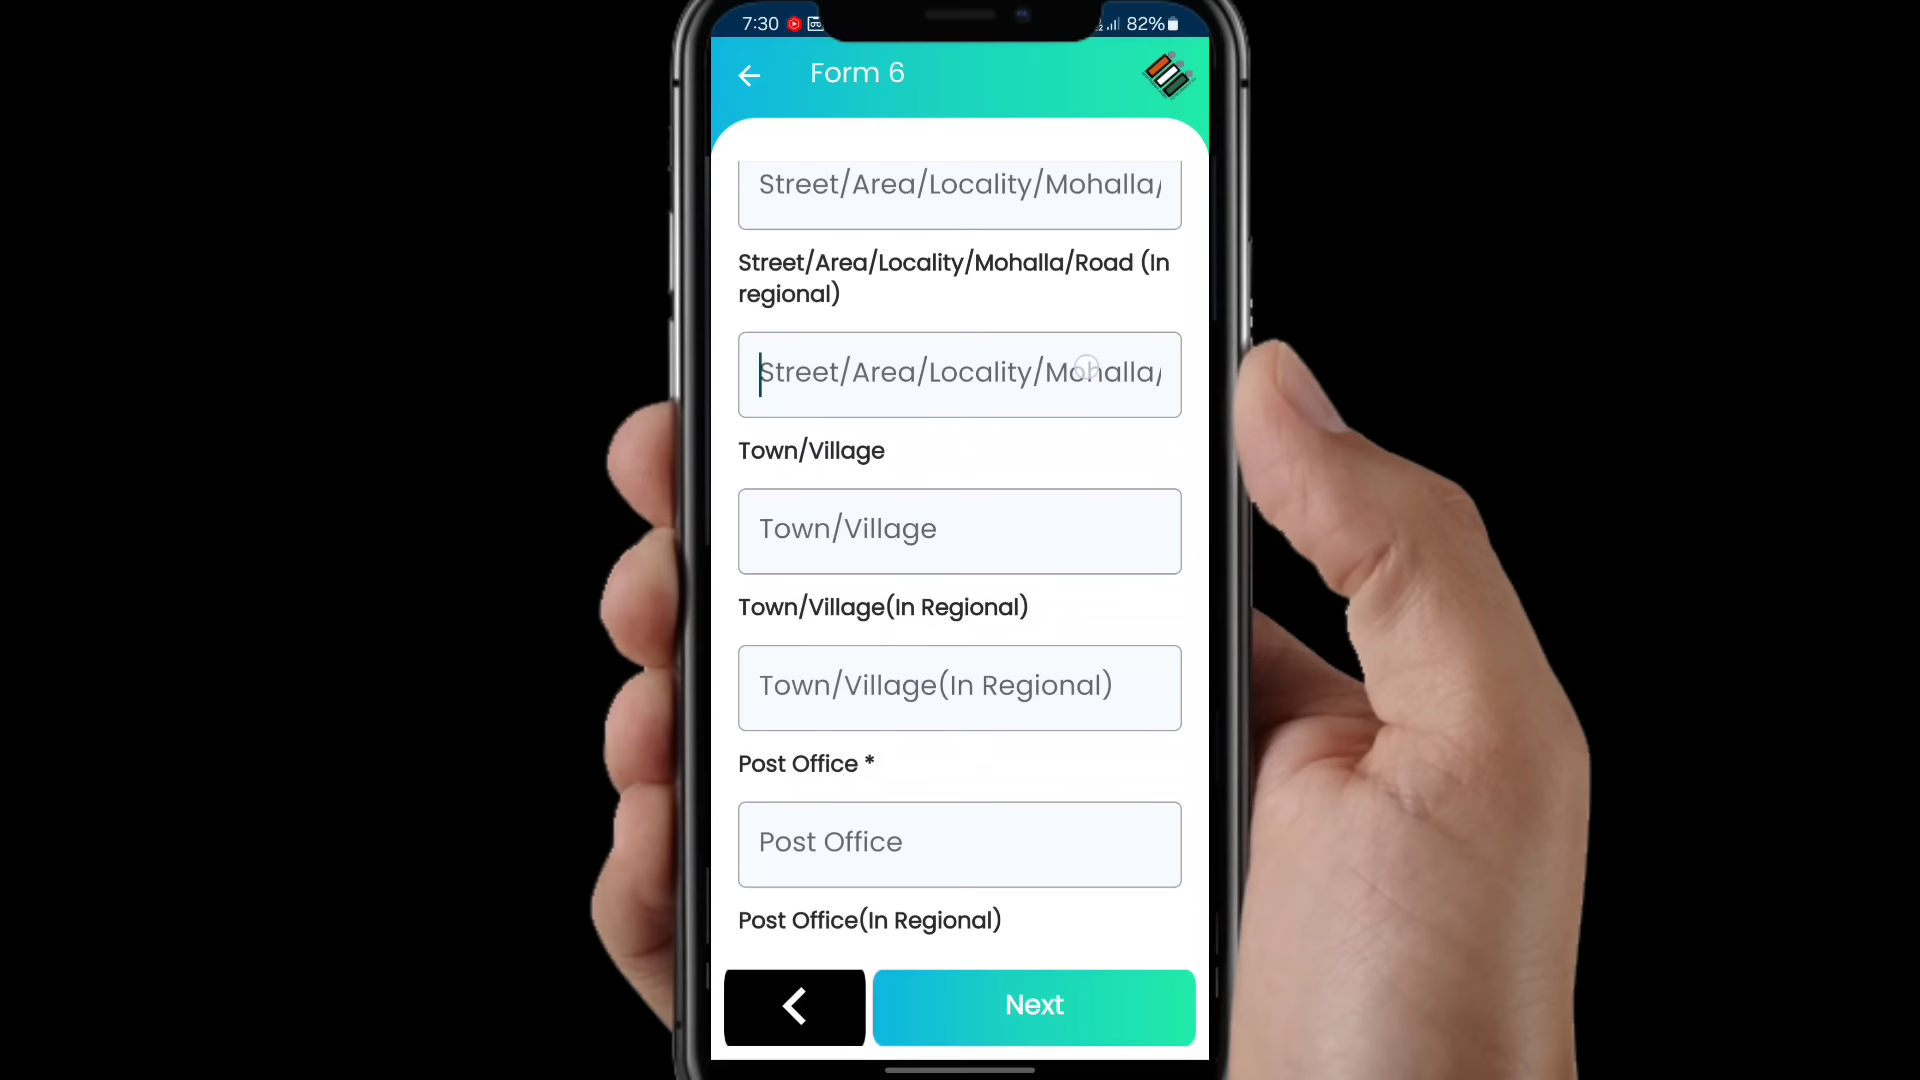 7:30
82%
Form 6
Street/Area/Locality/Mohalla/
Street/Area/Locality/Mohalla/Road (In
regional)
Street/Area/Locality/Mohalla/
Town/Village
Town/Village
Town/Village(In Regional)
Town/Village(In Regional)
Post Office *
Post Office
Post Office(In Regional)
Next